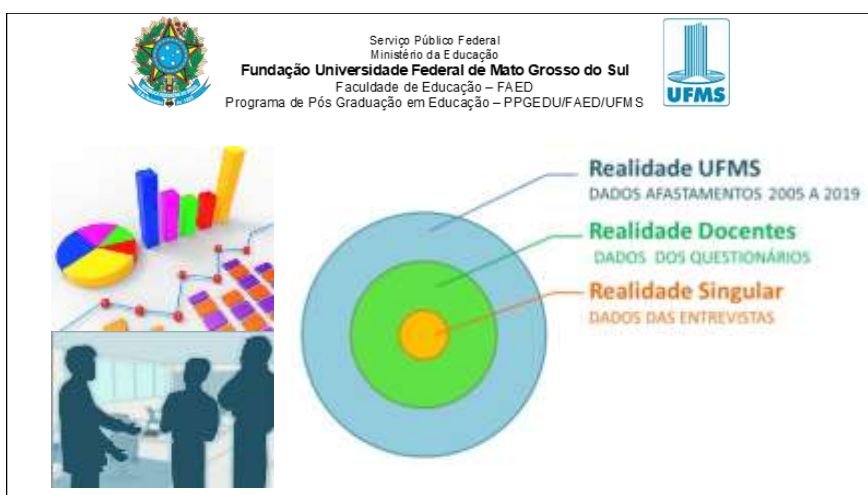 Serviço Público Federal
Ministério da Educação
Fundação Universidade Federal de Mato Grosso do Sul
Faculdade de Educação – FAED
Programa de Pós Graduação em Educação – PPGEDU/FAED/UFMS
UFMS
Realidade UFMS
DADOS AFASTAMENTOS 2005 A 2019
Realidade Docentes
DADOS DOS QUESTIONÁRIOS
Realidade Singular
DADOS DAS ENTREVISTAS